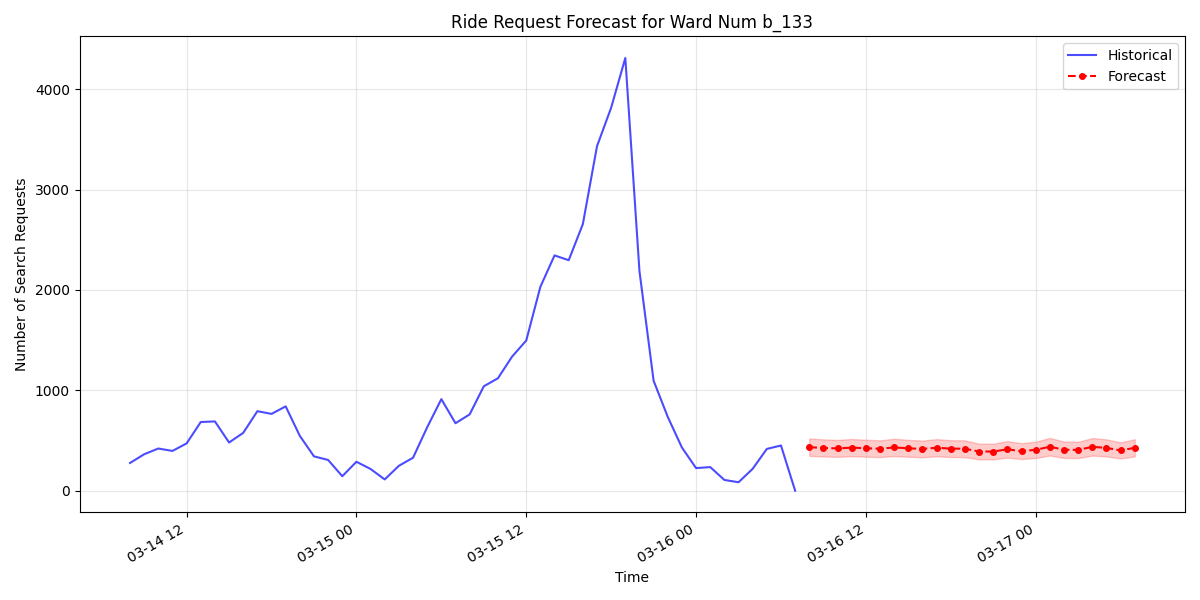 Ride Request Forecast for Ward Num b_133
Historical
Forecast
Number of Search Requests
4000
3000
2000
1000
0
03-14 12
03-15 00
03-15 12
03-16 00
03-16 12
03-17 00
Time